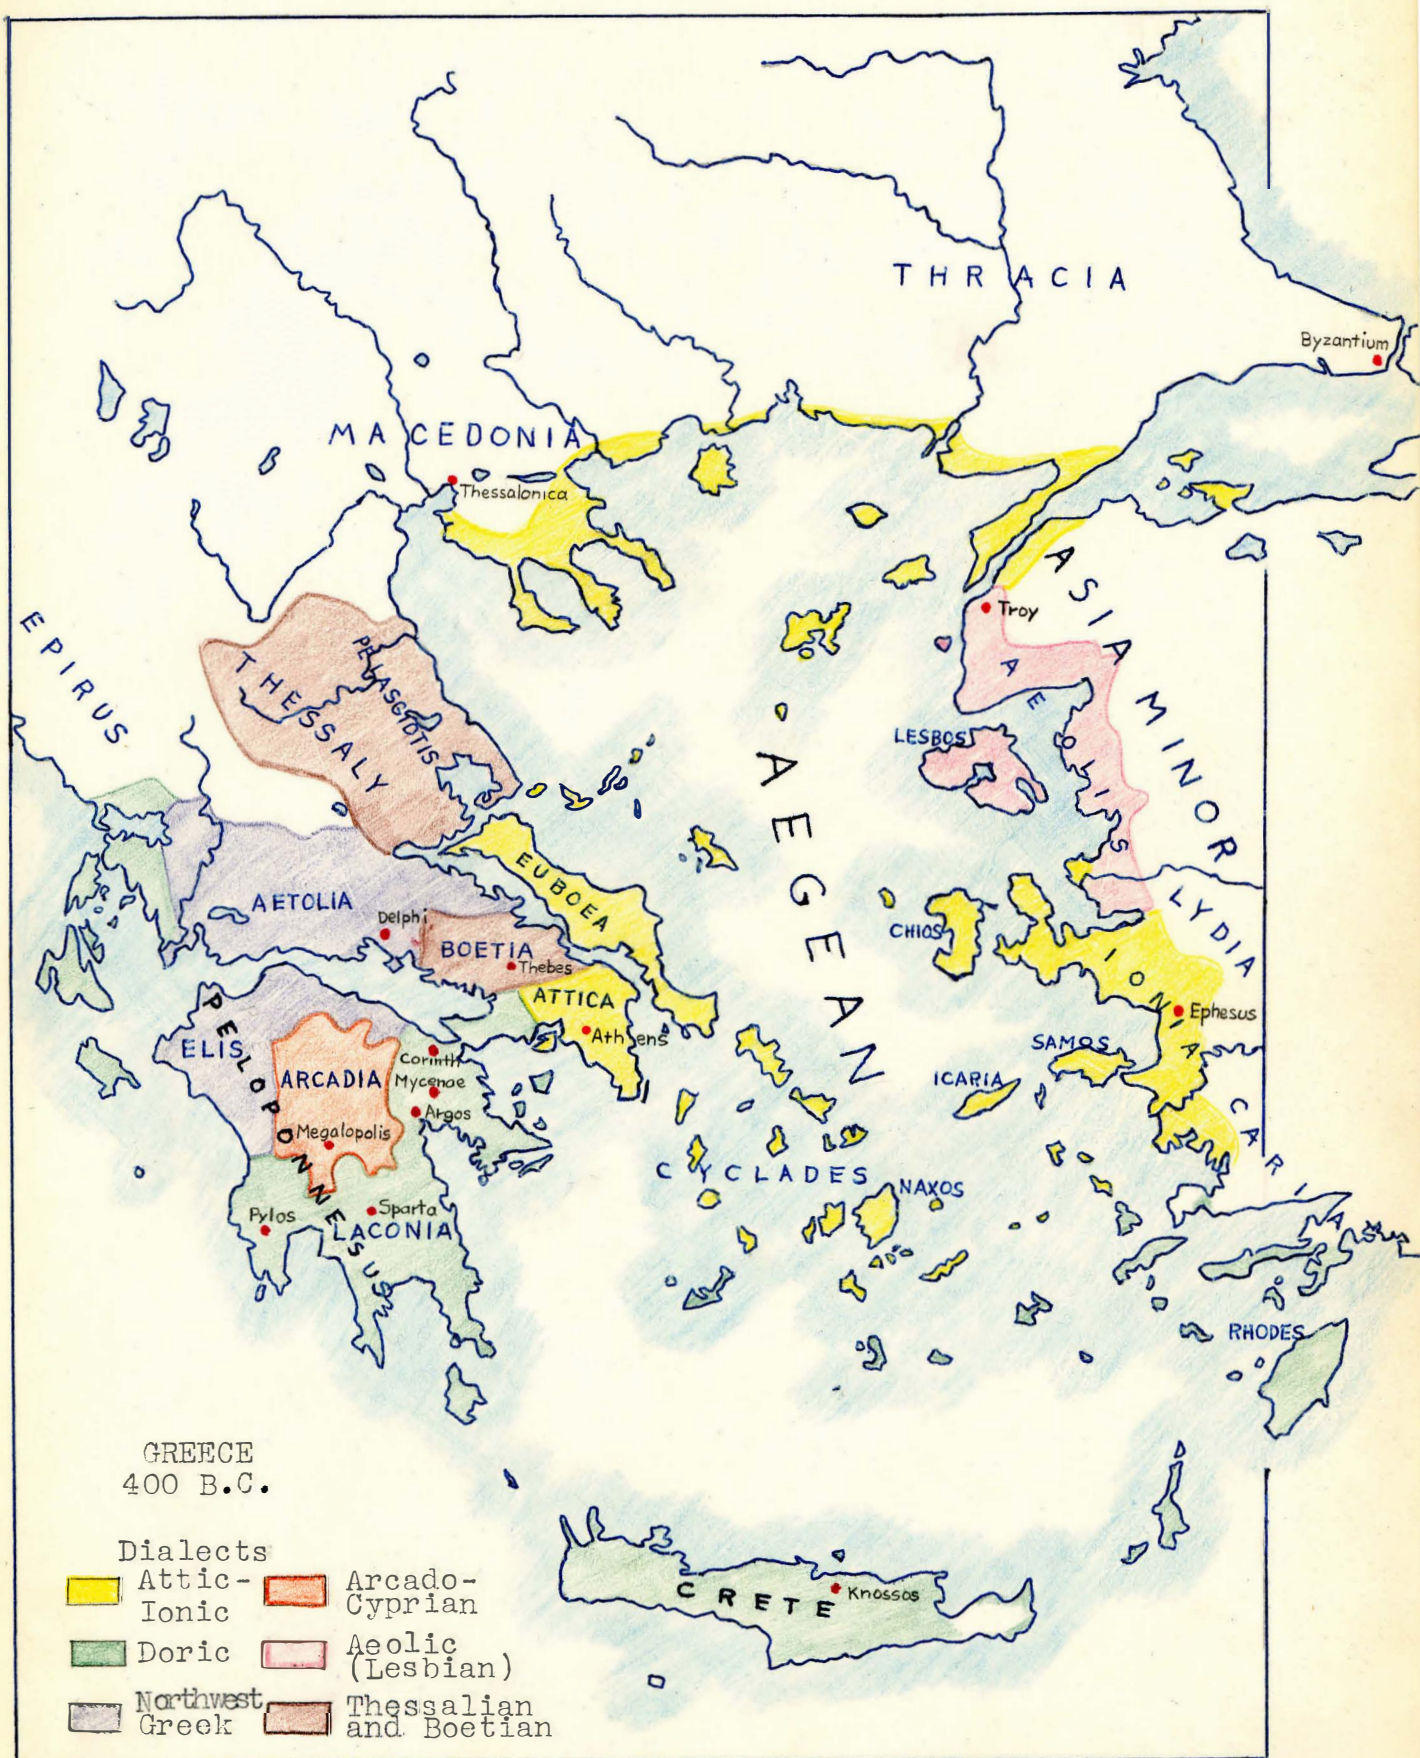 THRACIA
Byzantium
MACEDONIA
Thessalonica
ASIA MINOR
Troy
EPIRUS
THESSALY
PELASGIOTIS
AEOLIS
LESBOS
AEGEAN
EUBOEA
LYDIA
AETOLIA
Delphi
BOETIA
Thebes
CHIOS
IONIA
ATTICA
Athens
Ephesus
PELOPONNESUS
ELIS
ARCADIA
Corinth
Mycenae
Argos
Megalopolis
SAMOS
ICARIA
CARIA
CYCLADES
NAXOS
Pylos
Sparta
LACONIA
RHODES
CRETE
Knossos
GREECE
400 B.C.
Dialects
Attic-
Ionic
Arcado-
Cyprian
Doric
Aeolic
(Lesbian)
Northwest
Greek
Thessalian
and Boetian